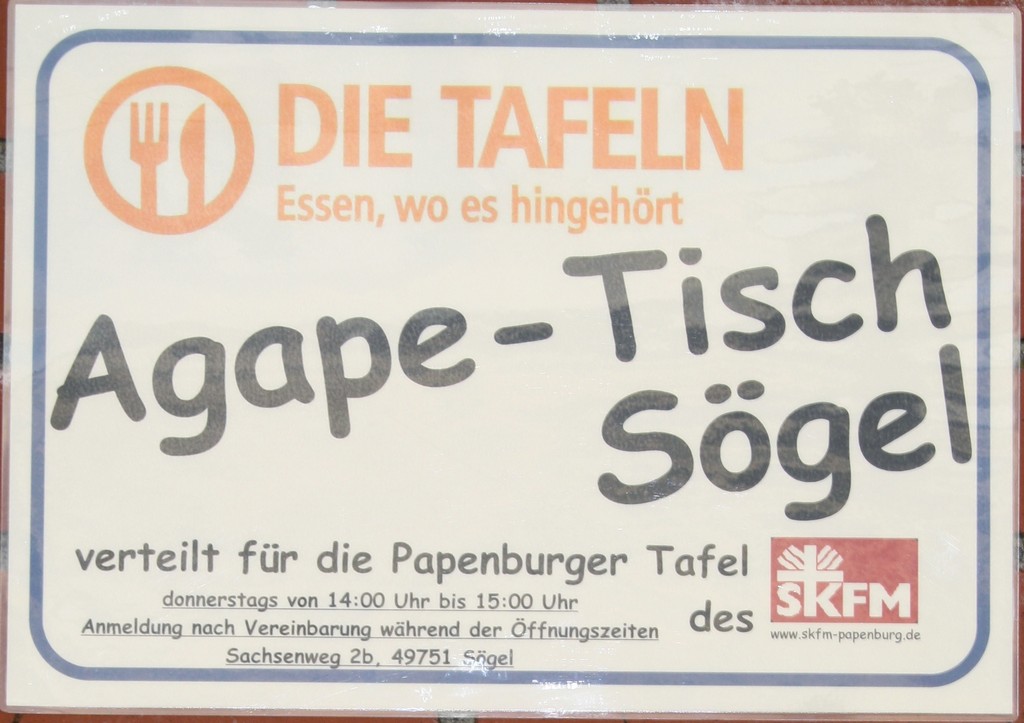 DIE TAFELN
Essen, wo es hingehört
Agape-Tisch
Sögel
verteilt für die Papenburger Tafel
des
SKFM
www.skfm-papenburg.de
donnerstags von 14:00 Uhr bis 15:00 Uhr
Anmeldung nach Vereinbarung während der Öffnungszeiten
Sachsenweg 2b, 49751 Sögel